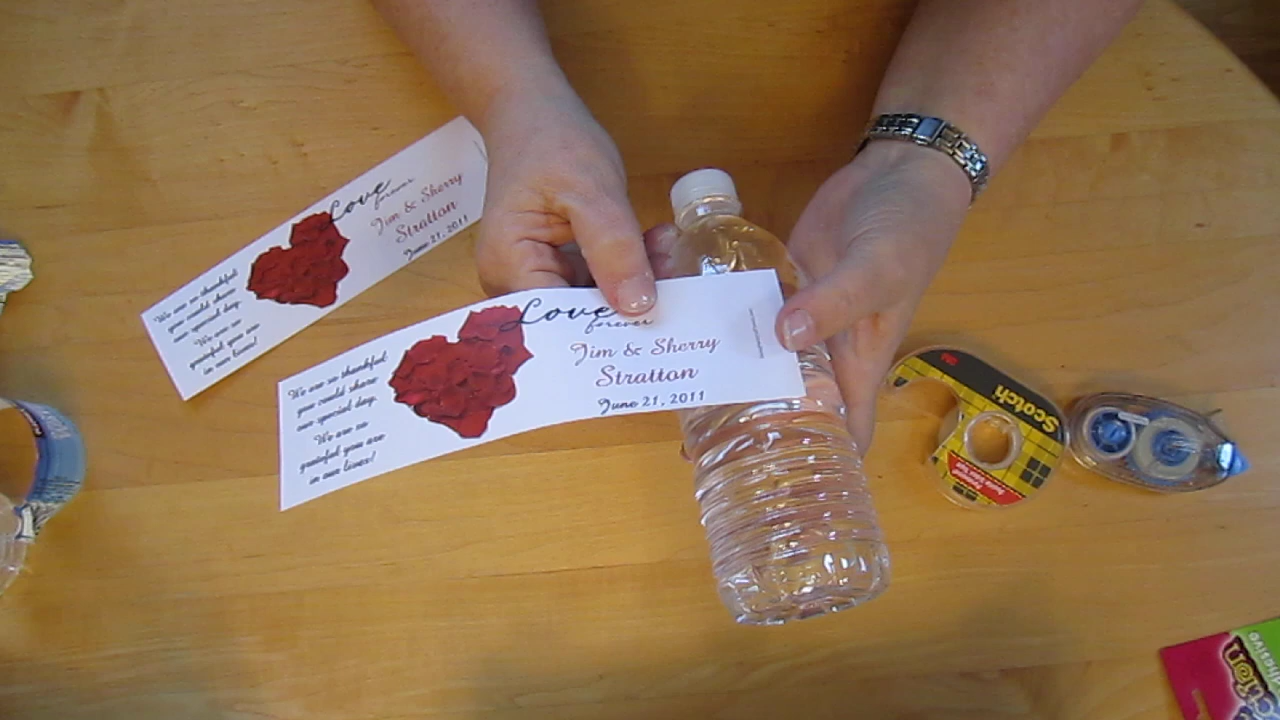 We are so thankful
you could share
our special day.
We are so
grateful you are
in our lives!
Love
forever
Jim & Sherry
Stratton
June 21, 2011
We are so thankful
you could share
our special day.
We are so
grateful you are
in our lives!
Love
forever
Jim & Sherry
Stratton
June 21, 2011
Scotch